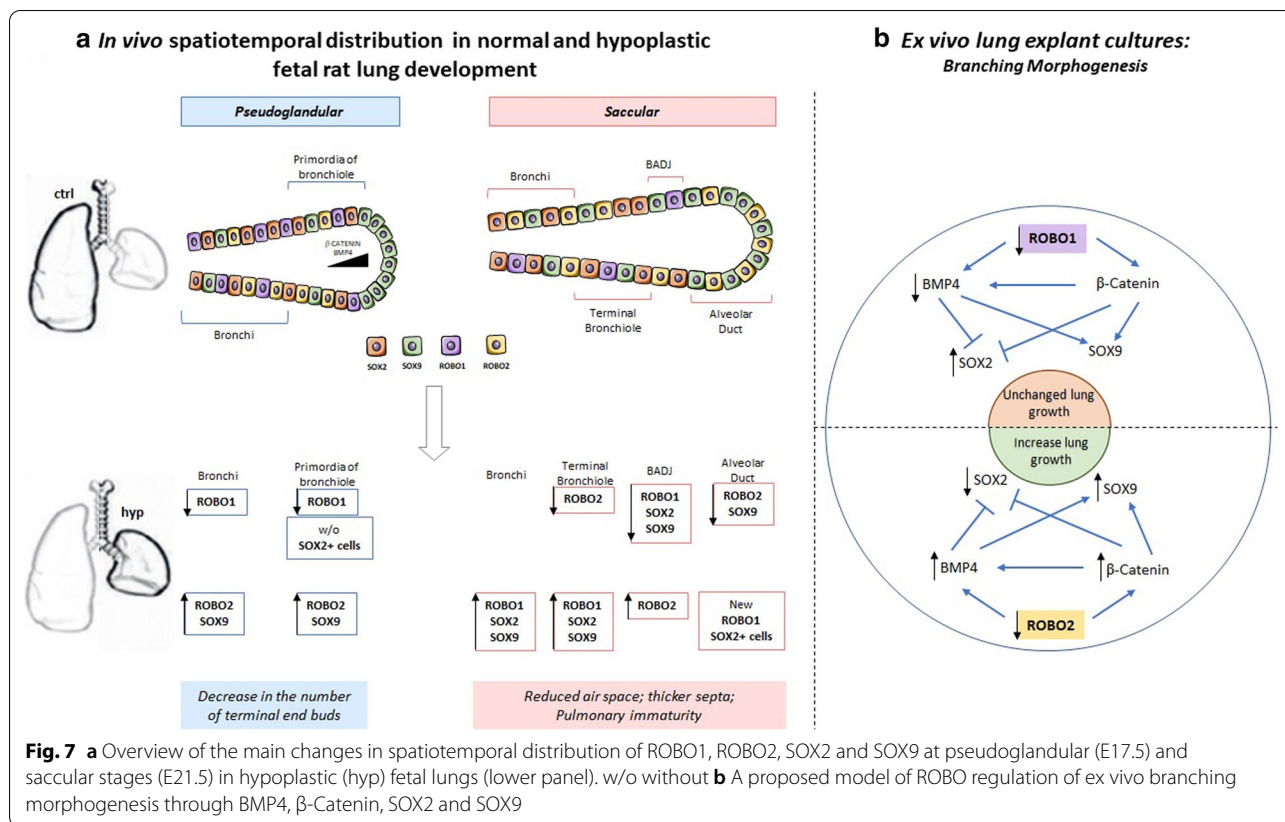 a In vivo spatiotemporal distribution in normal and hypoplastic
fetal rat lung development
Pseudoglandular
Saccular
ctrl
Primordia of
bronchiole
β CATENIN
BMP4
Bronchi
Bronchi
BADJ
Terminal
Bronchiole
Alveolar
Duct
SOX2
SOX9
ROBO1
ROBO2
hyp
Bronchi
ROBO1
Primordia of
bronchiole
ROBO1
w/o
SOX2+ cells
ROBO2
SOX9
ROBO2
SOX9
Decrease in the number
of terminal end buds
Bronchi
Terminal
Bronchiole
ROBO2
BADJ
ROBO1
SOX2
SOX9
Alveolar
Duct
ROBO2
SOX9
ROBO1
SOX2
SOX9
ROBO1
SOX2
SOX9
ROBO2
New
ROBO1
SOX2+ cells
Reduced air space; thicker septa;
Pulmonary immaturity
b Ex vivo lung explant cultures:
Branching Morphogenesis
↓ ROBO1
↓ BMP4
β-Catenin
↑ SOX2
SOX9
Unchanged lung
growth
Increase lung
growth
↓ SOX2
↑ SOX9
↑ BMP4
↑ β-Catenin
↓ ROBO2
Fig. 7 a Overview of the main changes in spatiotemporal distribution of ROBO1, ROBO2, SOX2 and SOX9 at pseudoglandular (E17.5) and
saccular stages (E21.5) in hypoplastic (hyp) fetal lungs (lower panel). w/o without b A proposed model of ROBO regulation of ex vivo branching
morphogenesis through BMP4, β-Catenin, SOX2 and SOX9